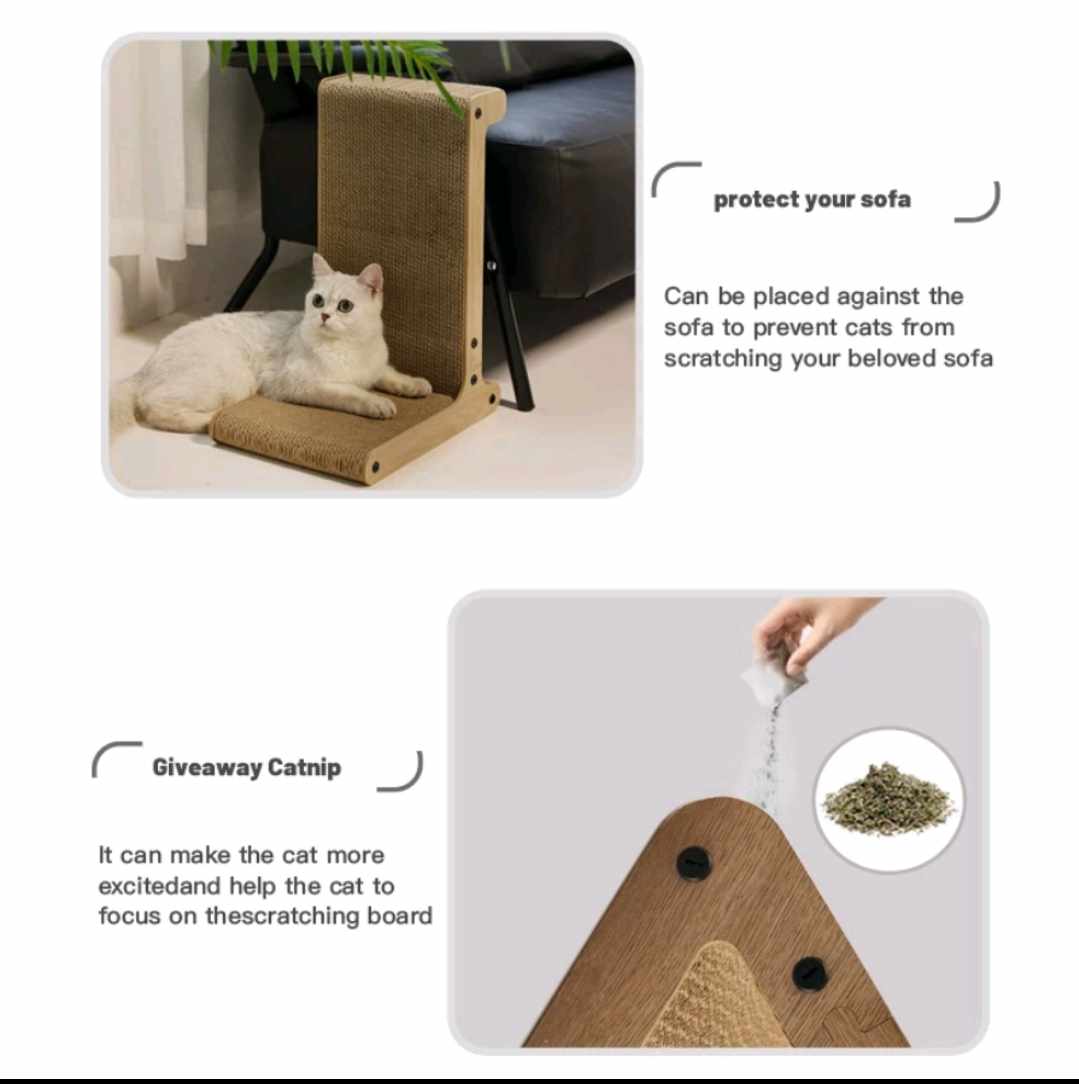 protect your sofa
Can be placed against the
sofa to prevent cats from
scratching your beloved sofa
Giveaway Catnip
It can make the cat more
excitedand help the cat to
focus on thescratching board